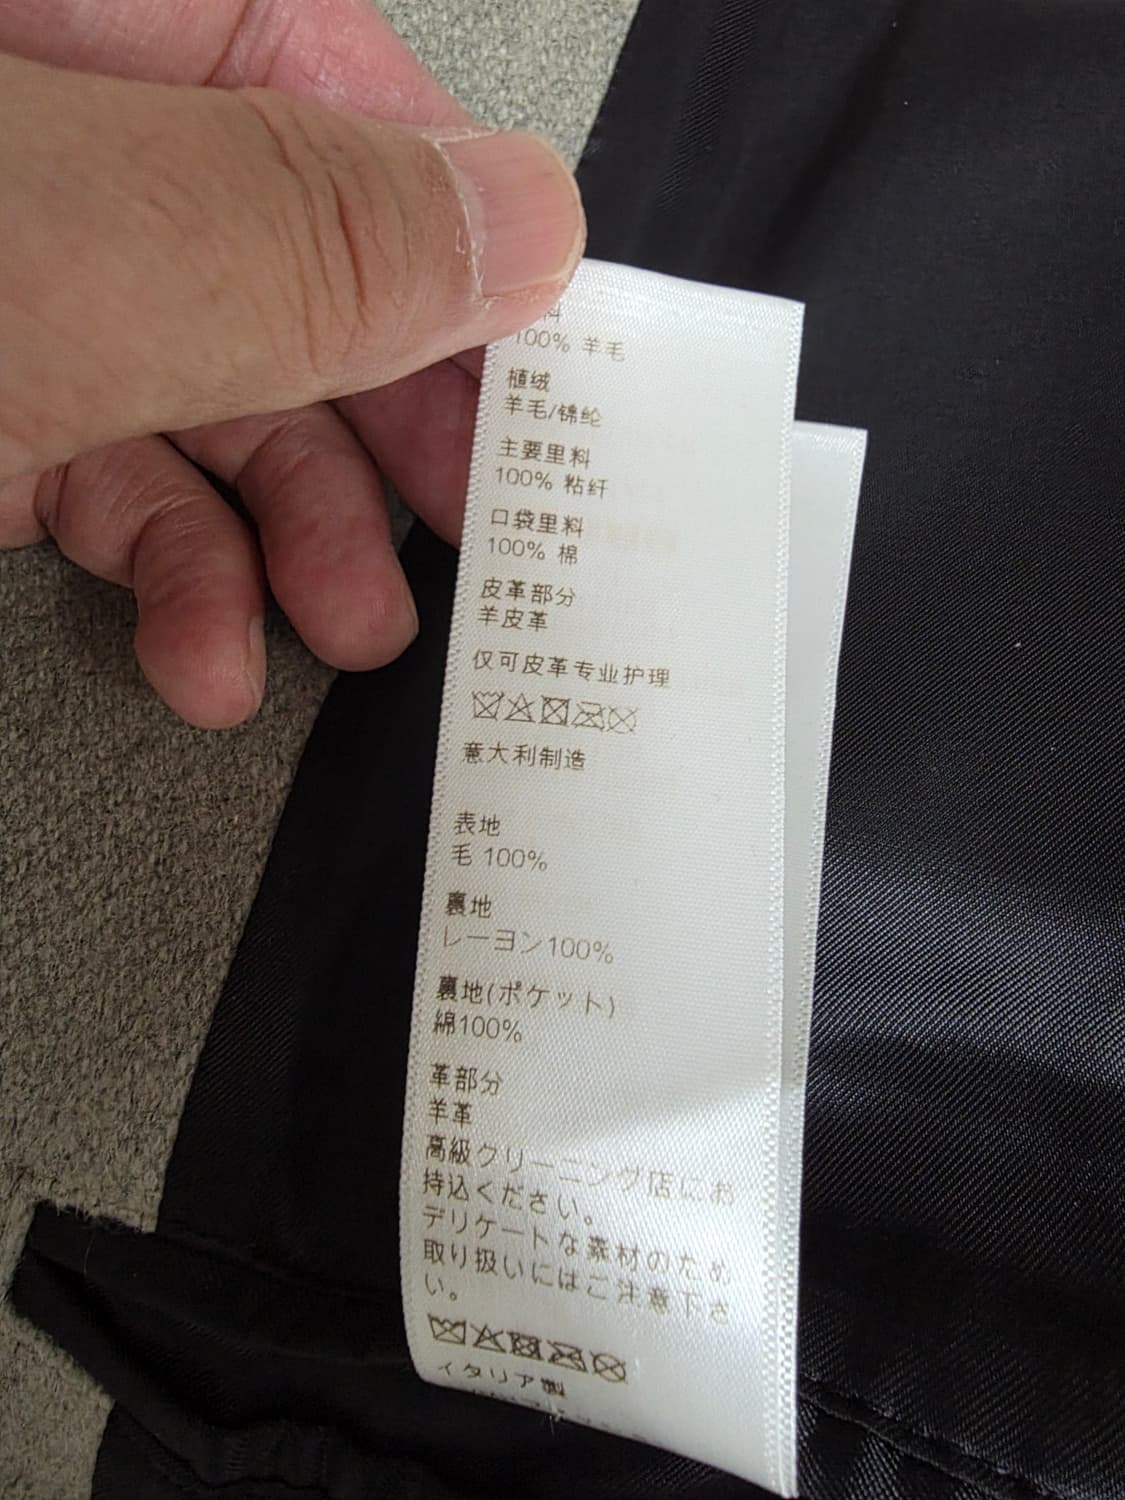 料
100% 羊毛
植绒
羊毛/锦纶
主要里料
100% 粘纤
口袋里料
100% 棉
皮革部分
羊皮革
仅可皮革专业护理
意大利制造
表地
毛 100%
裏地
レーヨン100%
裏地(ポケット)
綿100%
革部分
羊革
高級クリーニング店にお
持込ください。
デリケートな素材のため
取り扱いにはご注意下さ
い。
イタリア製